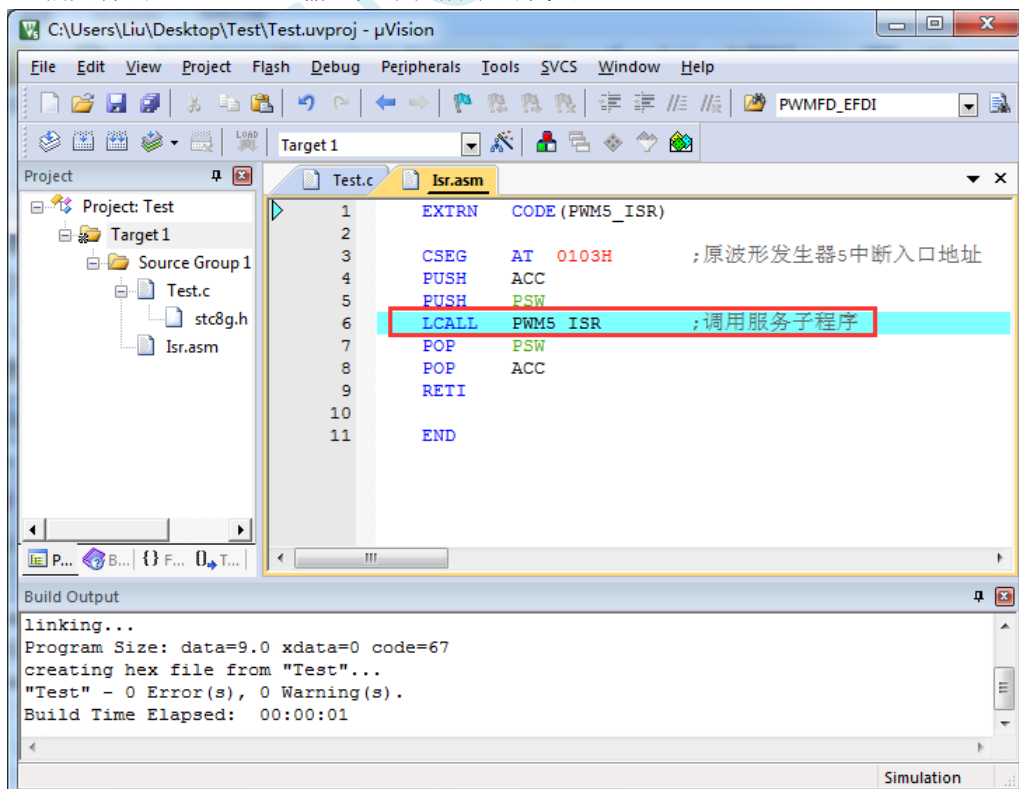 C:\Users\Liu\Desktop\Test\Test.uvproj - µVision
File Edit View Project Flash Debug Peripherals Tools SVCS Window Help
PWMFD_EFDI
LOAD Target 1
Project
Test.c Isr.asm
Project: Test
Target 1
Source Group 1
Test.c
stc8g.h
Isr.asm
1 EXTRN CODE(PWM5_ISR)
2
3 CSEG AT 0103H ;原波形发生器5中断入口地址
4 PUSH ACC
5 PUSH PSW
6 LCALL PWM5_ISR ;调用服务子程序
7 POP PSW
8 POP ACC
9 RETI
10
11 END
P... B... {} F... 0 T...
Build Output
linking...
Program Size: data=9.0 xdata=0 code=67
creating hex file from "Test"...
"Test" - 0 Error(s), 0 Warning(s).
Build Time Elapsed: 00:00:01
Simulation